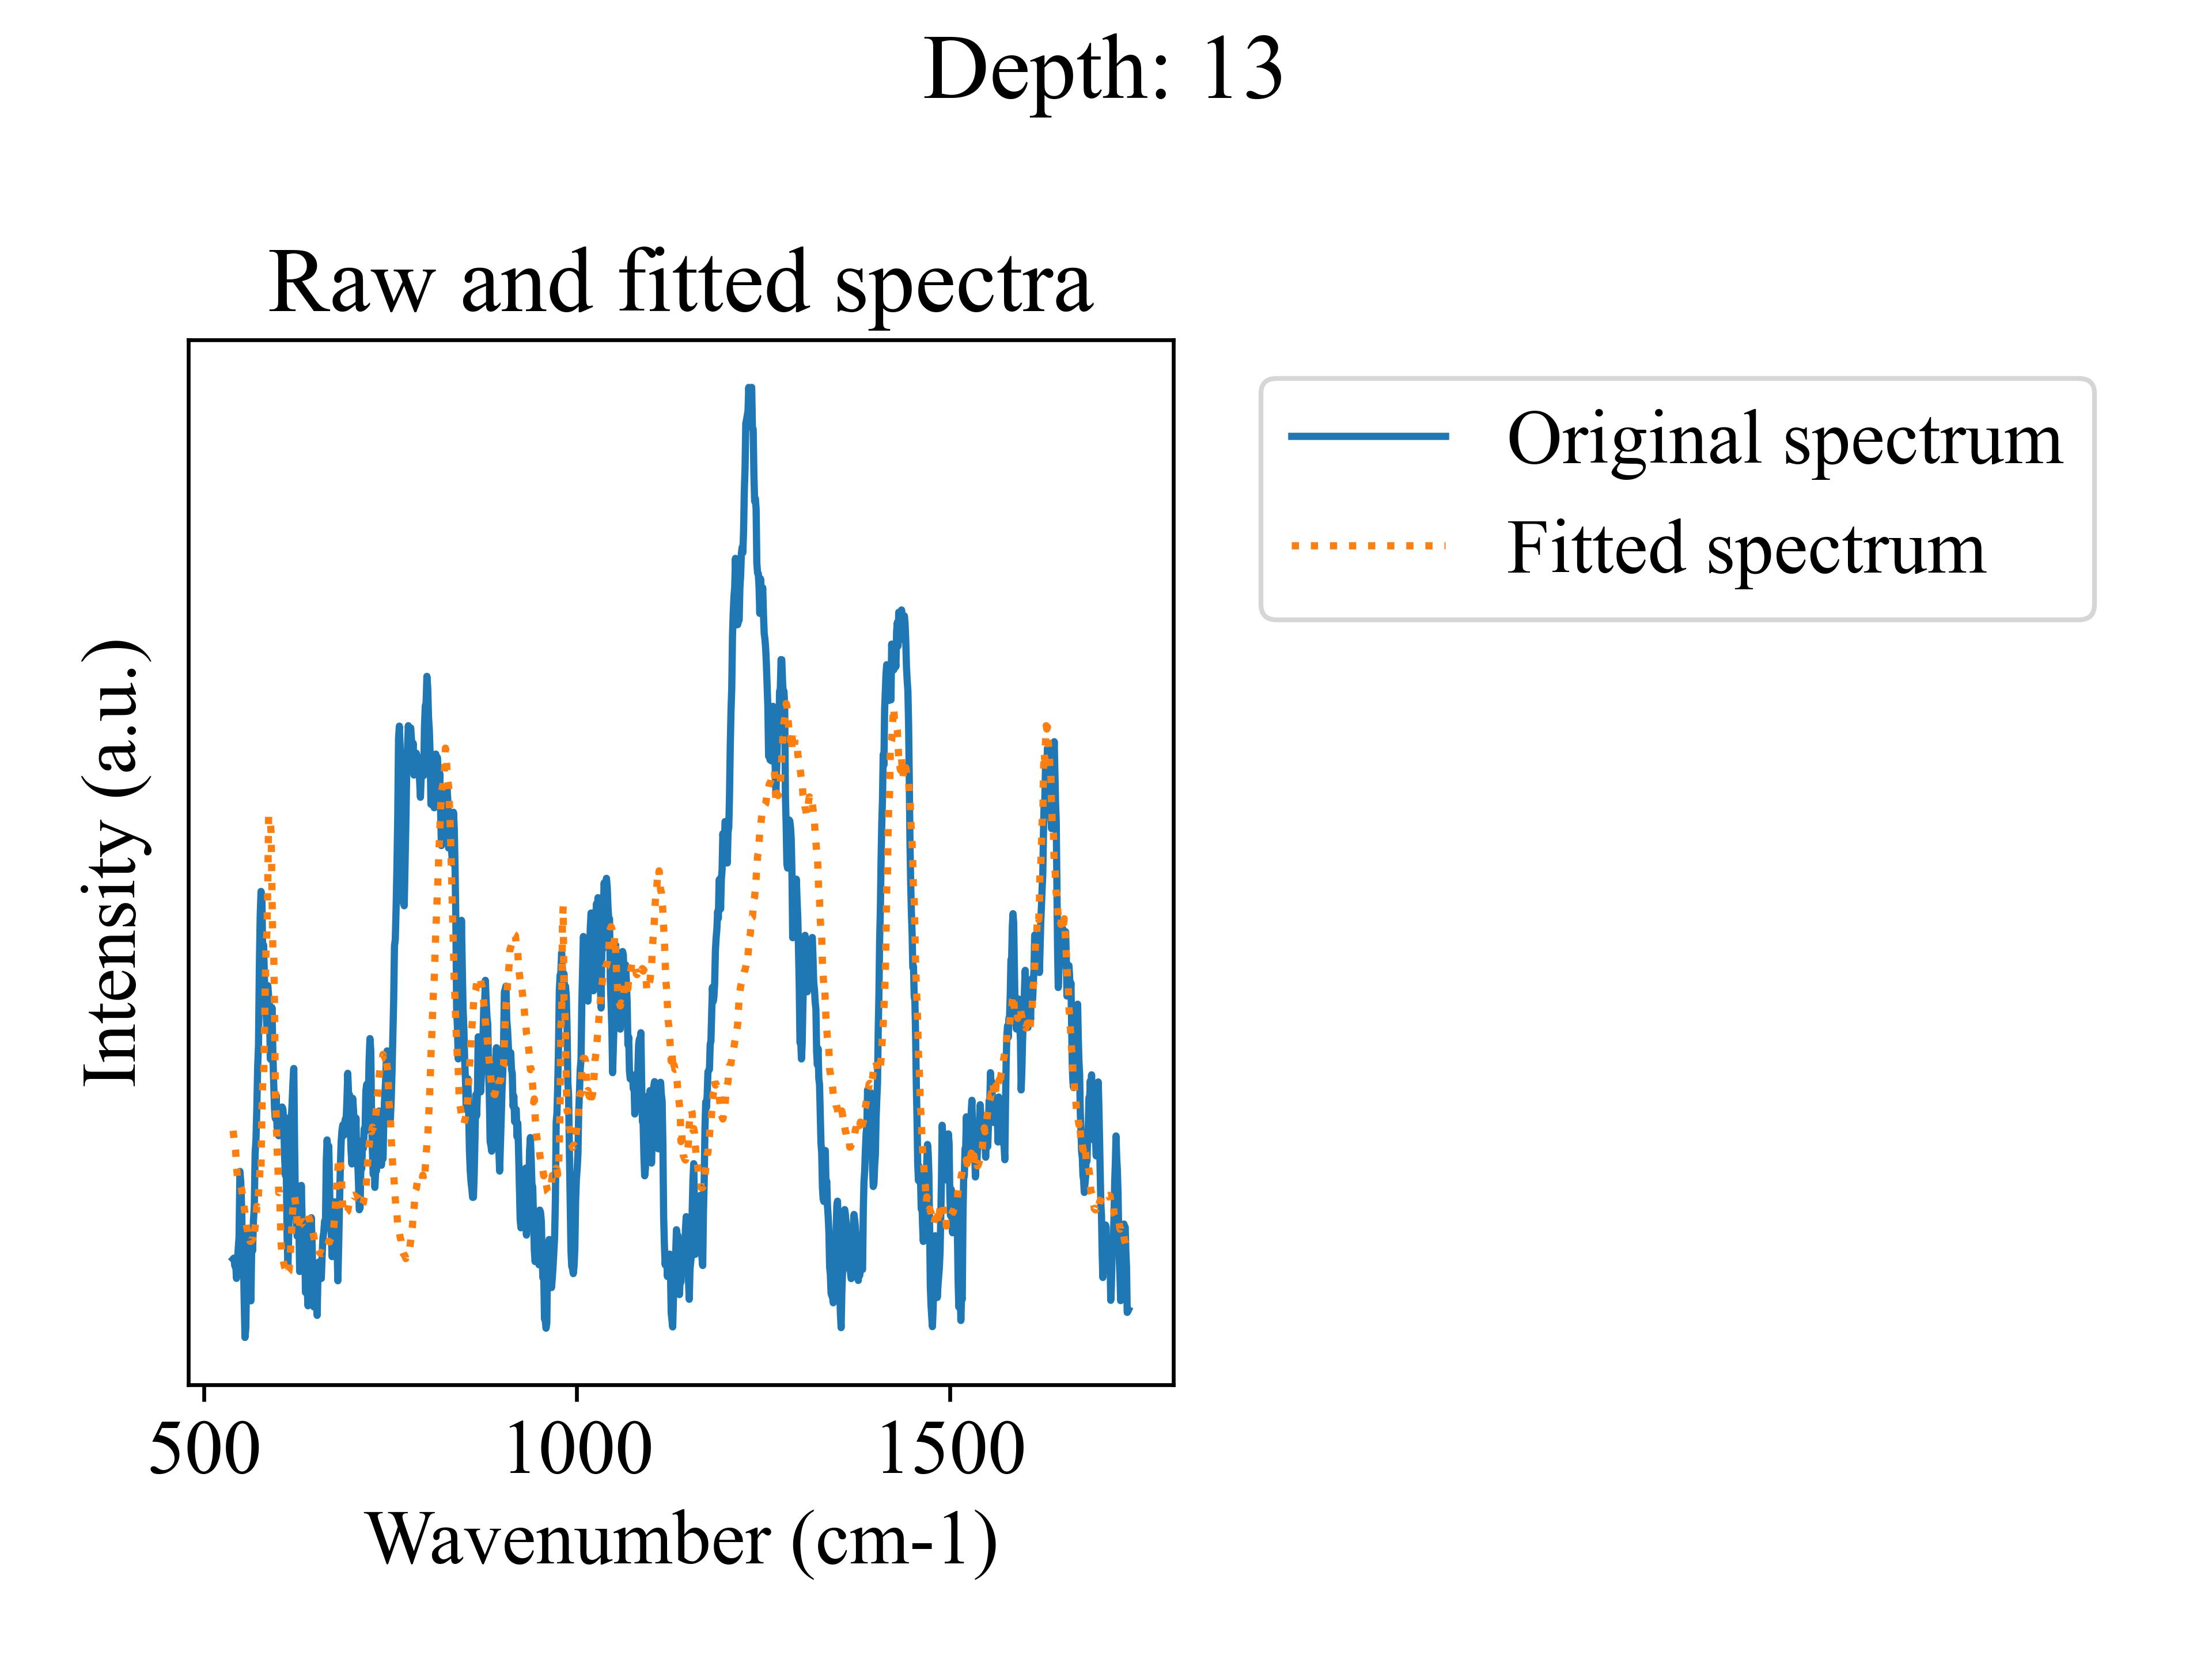 Depth: 13
Raw and fitted spectra
Original spectrum
Fitted spectrum
Intensity (a.u.)
500 1000 1500
Wavenumber (cm-1)